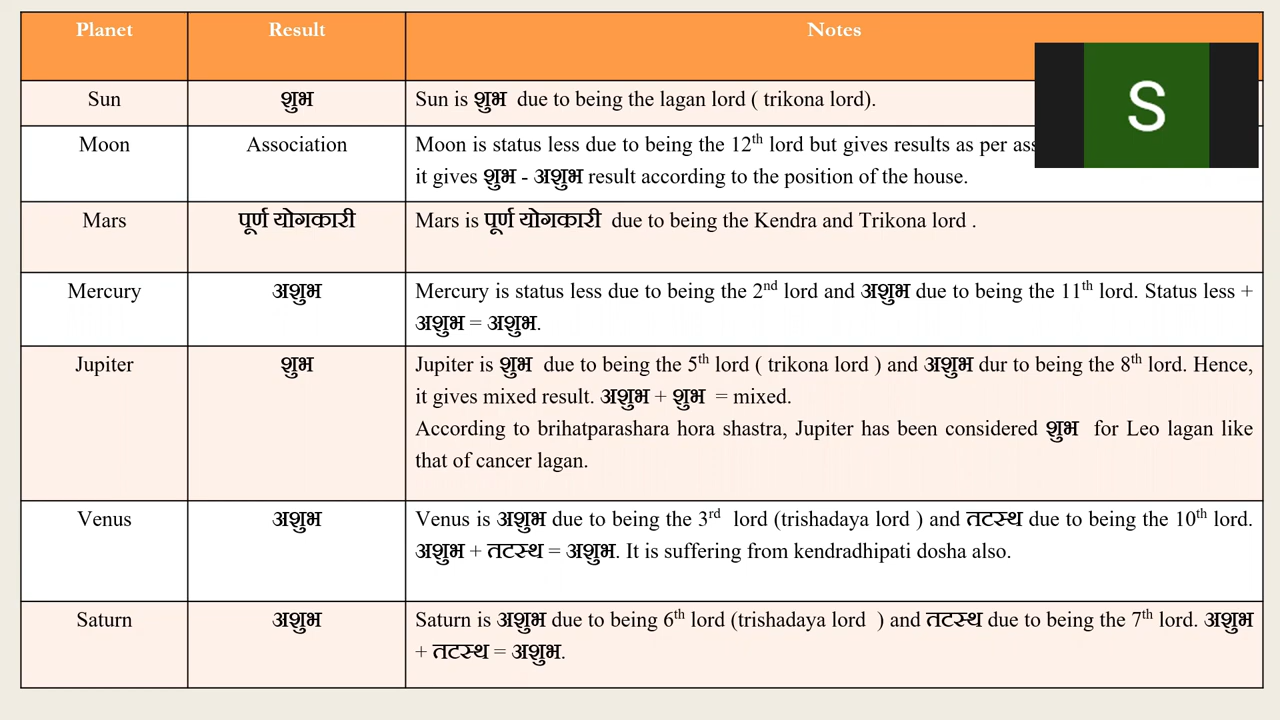 Planet Result Notes
Sun शुभ Sun is शुभ due to being the lagan lord ( trikona lord).
S
Moon Association Moon is status less due to being the 12th lord but gives results as per
it gives शुभ - अशुभ result according to the position of the house.
Mars पूर्ण योगकारी Mars is पूर्ण योगकारी due to being the Kendra and Trikona lord .
Mercury अशुभ Mercury is status less due to being the 2nd lord and अशुभ due to being the 11th lord. Status less +
अशुभ = अशुभ.
Jupiter शुभ Jupiter is शुभ due to being the 5th lord ( trikona lord ) and अशुभ dur to being the 8th lord. Hence,
it gives mixed result. अशुभ + शुभ = mixed.
According to brihatparashara hora shastra, Jupiter has been considered शुभ for Leo lagan like
that of cancer lagan.
Venus अशुभ Venus is अशुभ due to being the 3rd lord (trishadaya lord ) and तटस्थ due to being the 10th lord.
अशुभ + तटस्थ = अशुभ. It is suffering from kendradhipati dosha also.
Saturn अशुभ Saturn is अशुभ due to being 6th lord (trishadaya lord ) and तटस्थ due to being the 7th lord. अशुभ
+ तटस्थ = अशुभ.